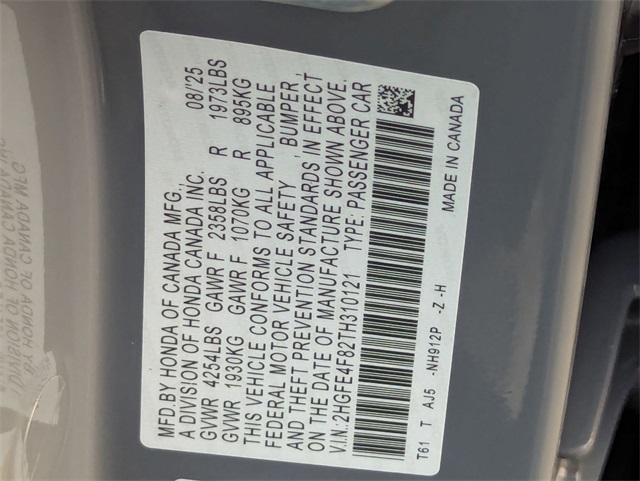 MFD.BY HONDA OF CANADA MFG., 08/'25
A DIVISION OF HONDA CANADA INC.
GVWR 4254LBS GAWR F 2358LBS R 1973LBS
GVWR 1930KG GAWR F 1070KG R 895KG
THIS VEHICLE CONFORMS TO ALL APPLICABLE
FEDERAL MOTOR VEHICLE SAFETY, BUMPER,
AND THEFT PREVENTION STANDARDS IN EFFECT
ON THE DATE OF MANUFACTURE SHOWN ABOVE.
V.I.N.:2HGFE4F82TH310121 TYPE: PASSENGER CAR
T61 T AJ5 -NH912P -Z -H MADE IN CANADA